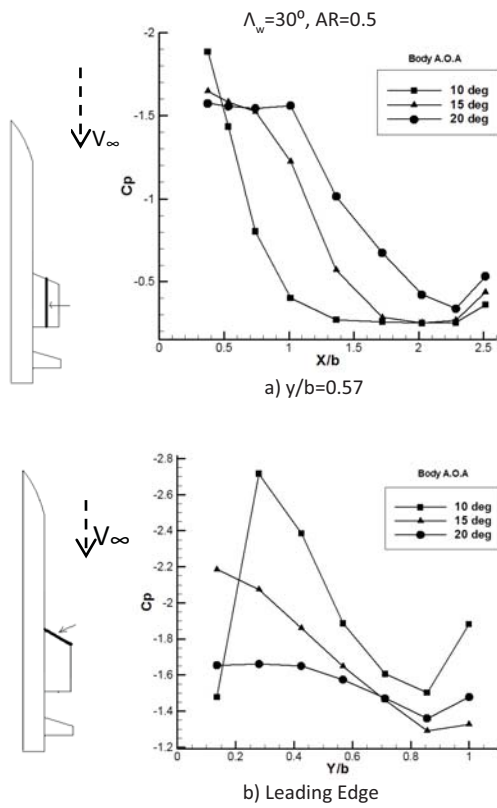 Λw=30⁰, AR=0.5
V∞
Cp
-2
-1.5
-1
-0.5
Body A.O.A
10 deg
15 deg
20 deg
0 0.5 1 1.5 2 2.5
X/b
a) y/b=0.57
V∞
Cp
-2.8
-2.6
-2.4
-2.2
-2
-1.8
-1.6
-1.4
-1.2
Body A.O.A
10 deg
15 deg
20 deg
0 0.2 0.4 0.6 0.8 1
Y/b
b) Leading Edge